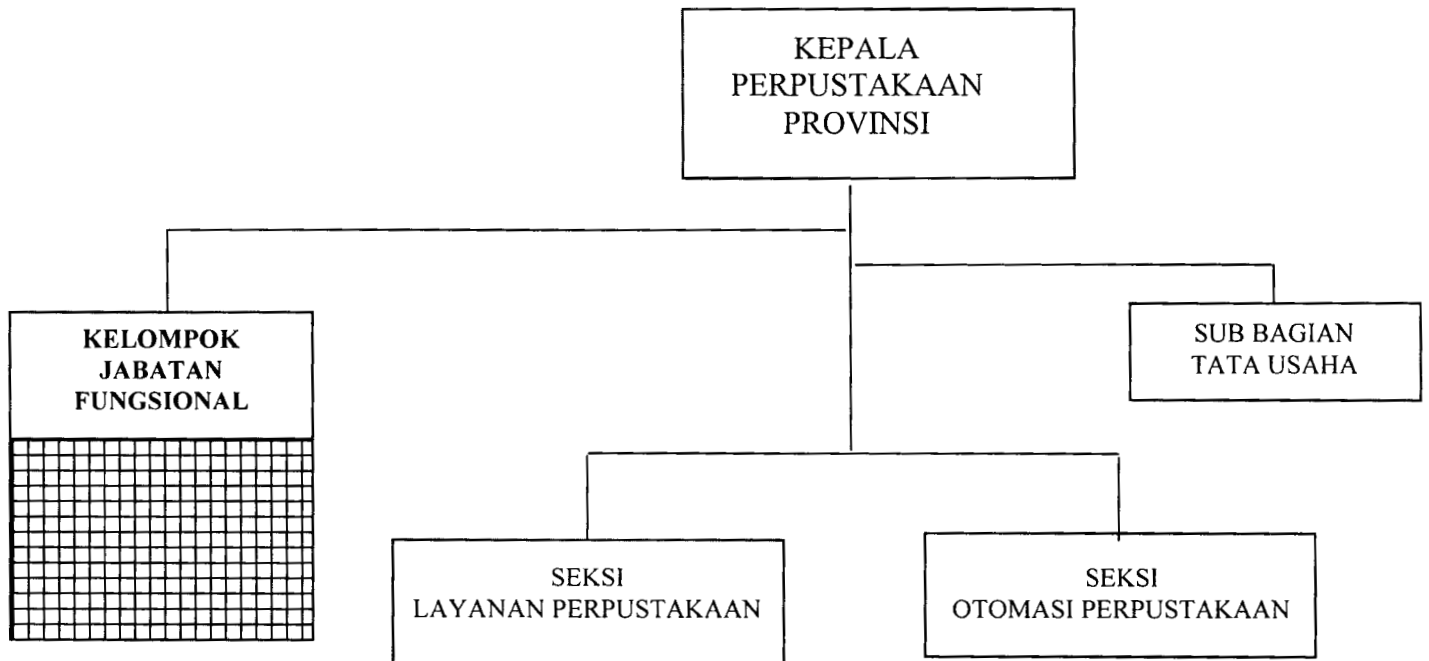 KEPALA
PERPUSTAKAAN
PROVINSI
KELOMPOK
JABATAN
FUNGSIONAL
SUB BAGIAN
TATA USAHA
SEKSI
LAYANAN PERPUSTAKAAN
SEKSI
OTOMASI PERPUSTAKAAN